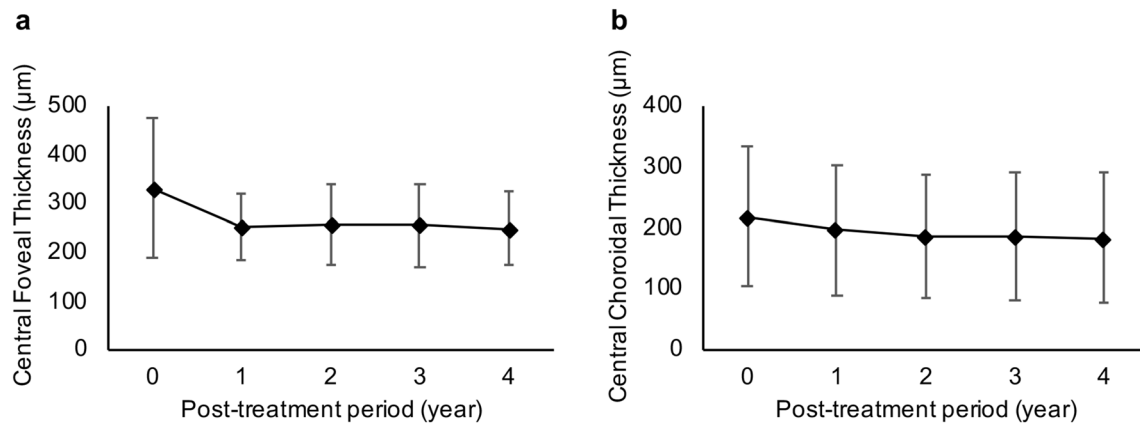 a
Central Foveal Thickness (μm)
500
400
300
200
100
0
0 1 2 3 4
Post-treatment period (year)
b
Central Choroidal Thickness (μm)
400
300
200
100
0
0 1 2 3 4
Post-treatment period (year)